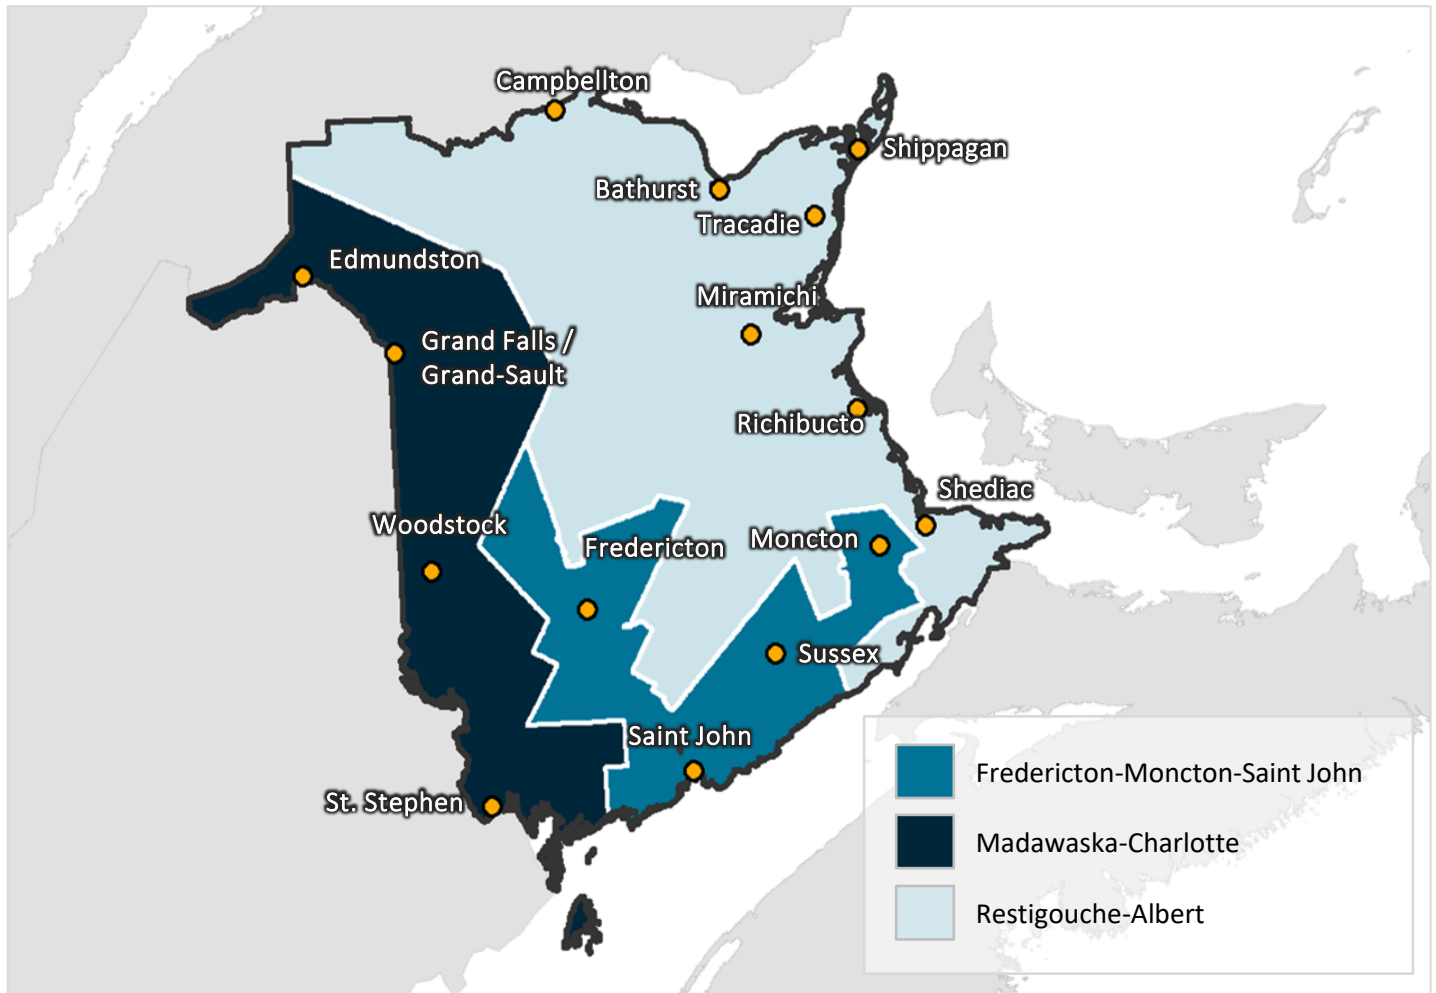 Campbellton
Shippagan
Bathurst
Tracadie
Edmundston
Miramichi
Grand Falls /
Grand-Sault
Richibucto
Shediac
Woodstock
Fredericton
Moncton
Sussex
Saint John
St. Stephen
Fredericton-Moncton-Saint John
Madawaska-Charlotte
Restigouche-Albert